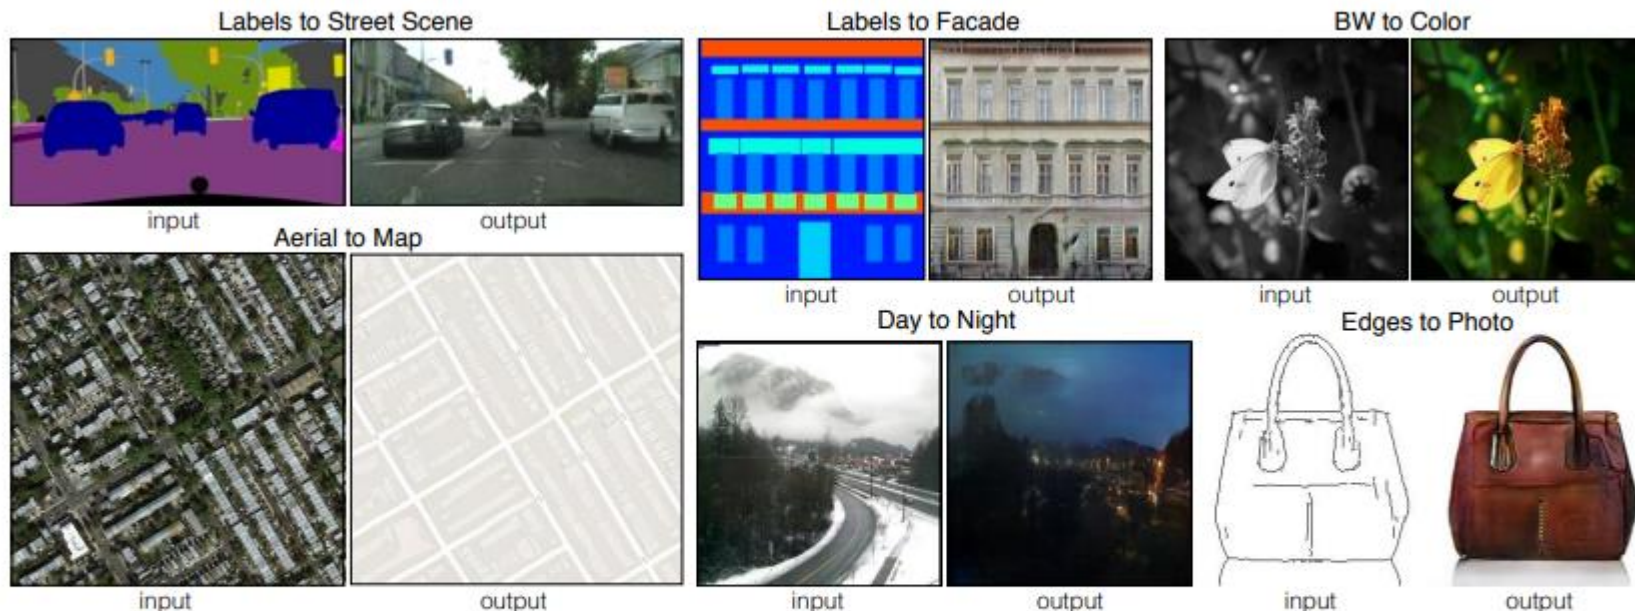 Labels to Street Scene
input
output
Labels to Facade
input
output
BW to Color
input
output
Aerial to Map
input
output
Day to Night
input
output
Edges to Photo
input
output